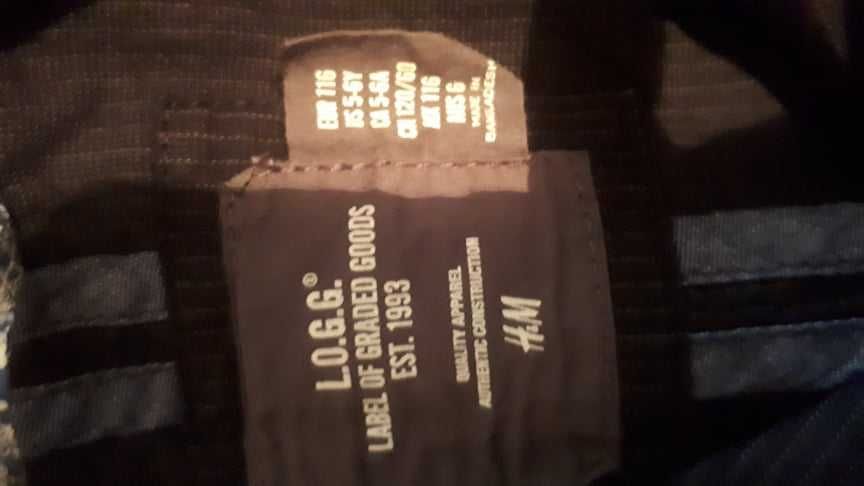 EUR 116
US 5-6Y
CA 5-6A
CN 120/60
MX 116
AUS 6
MADE IN
BANGLADESH
L.O.G.G.®
LABEL OF GRADED GOODS
EST. 1993
QUALITY APPAREL
AUTHENTIC CONSTRUCTION
H&M